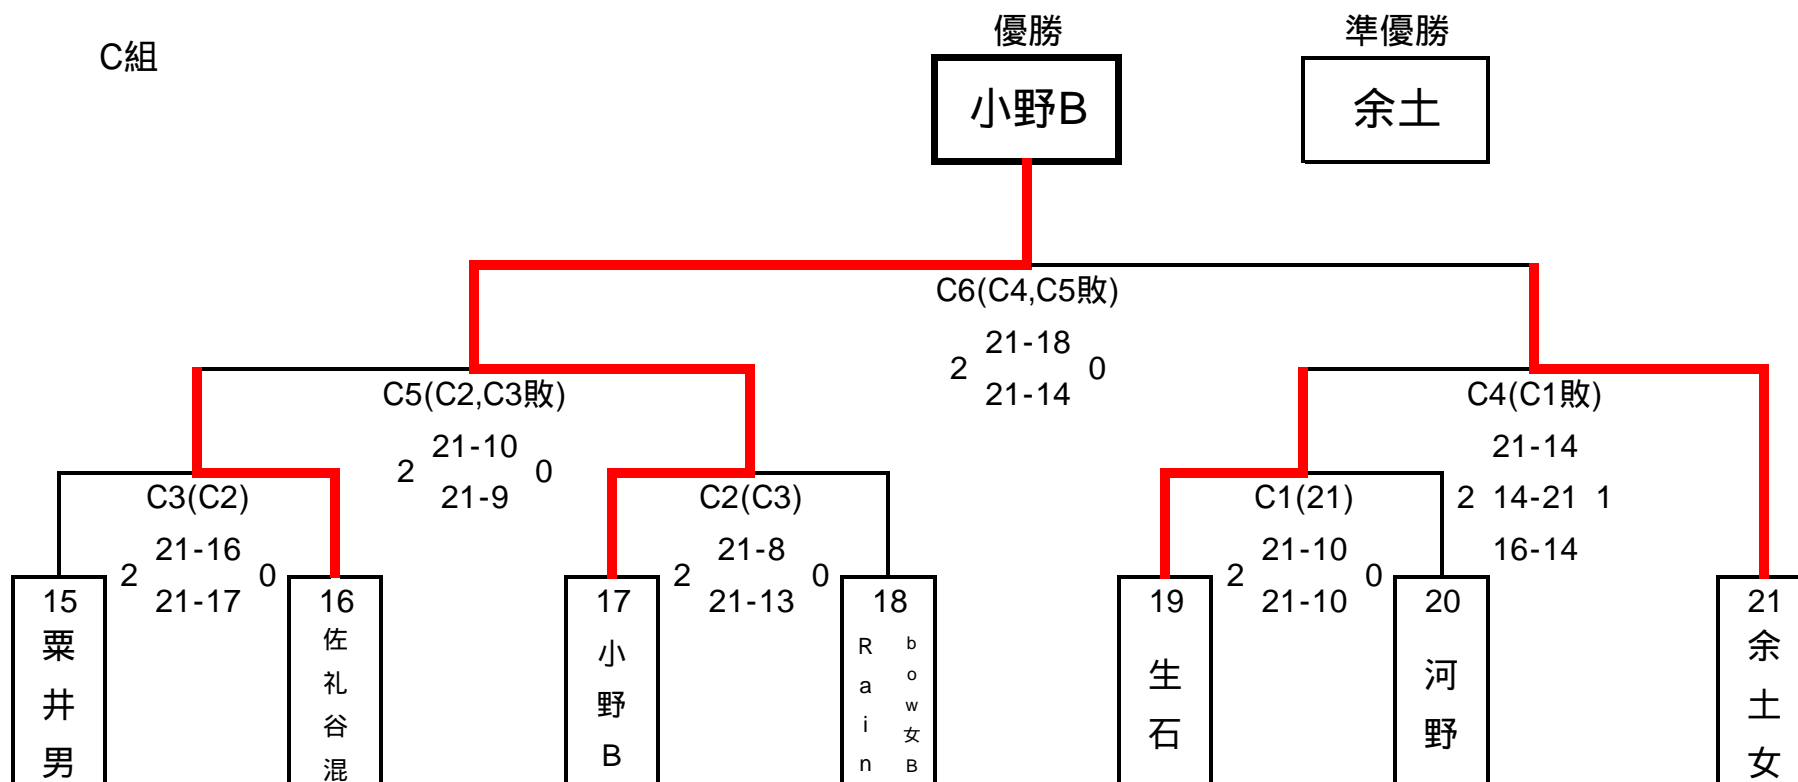 C組
優勝
準優勝
小野B
余土
C6(C4,C5敗)
21-18
2 0
21-14
C5(C2,C3敗)
21-10
2 0
21-9
C4(C1敗)
21-14
2 14-21 1
16-14
C3(C2)
21-16
2 0
21-17
C2(C3)
21-8
2 0
21-13
C1(21)
21-10
2 0
21-10
15
粟井男
16
佐礼谷混
17
小野B
18
Rain
bow女B
19
生石
20
河野
21
余土女